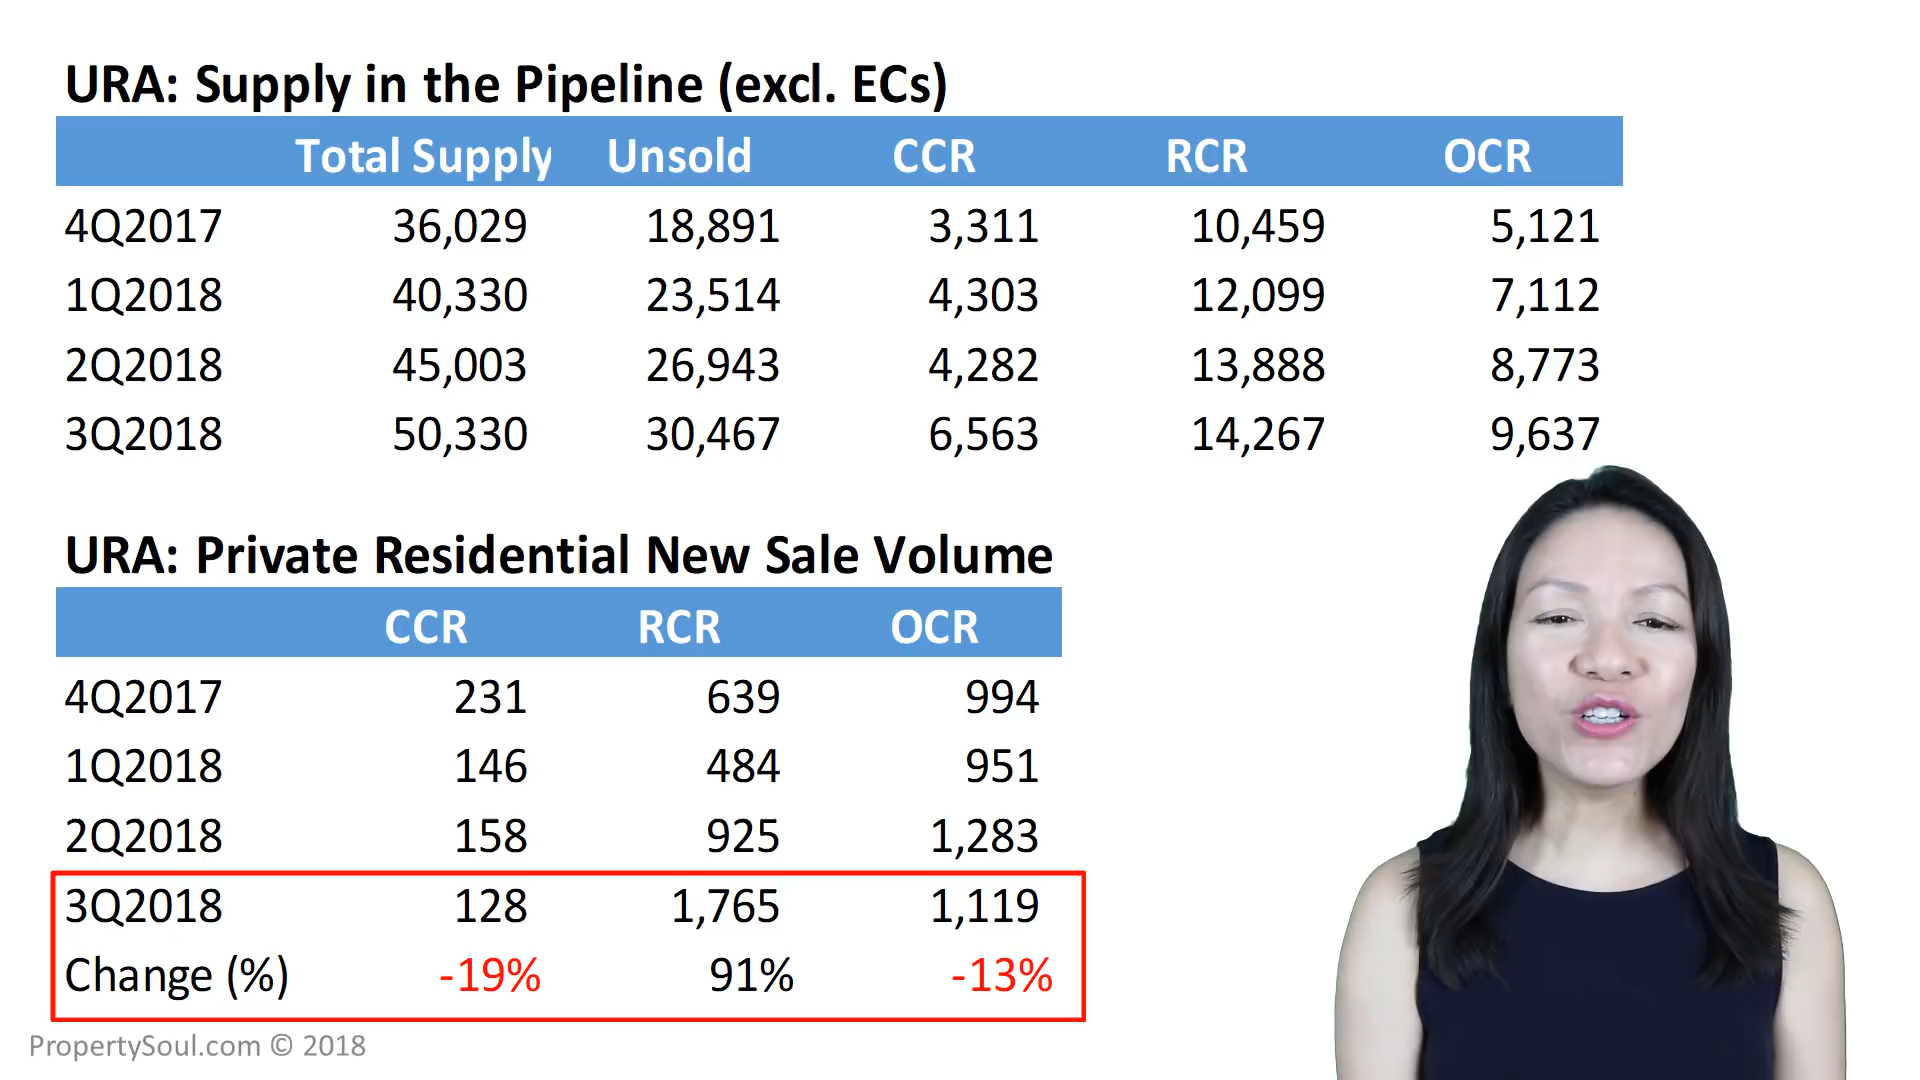 URA: Supply in the Pipeline (excl. ECs)
Total Supply Unsold CCR RCR OCR
4Q2017 36,029 18,891 3,311 10,459 5,121
1Q2018 40,330 23,514 4,303 12,099 7,112
2Q2018 45,003 26,943 4,282 13,888 8,773
3Q2018 50,330 30,467 6,563 14,267 9,637
URA: Private Residential New Sale Volume
CCR RCR OCR
4Q2017 231 639 994
1Q2018 146 484 951
2Q2018 158 925 1,283
3Q2018 128 1,765 1,119
Change (%) -19% 91% -13%
PropertySoul.com © 2018